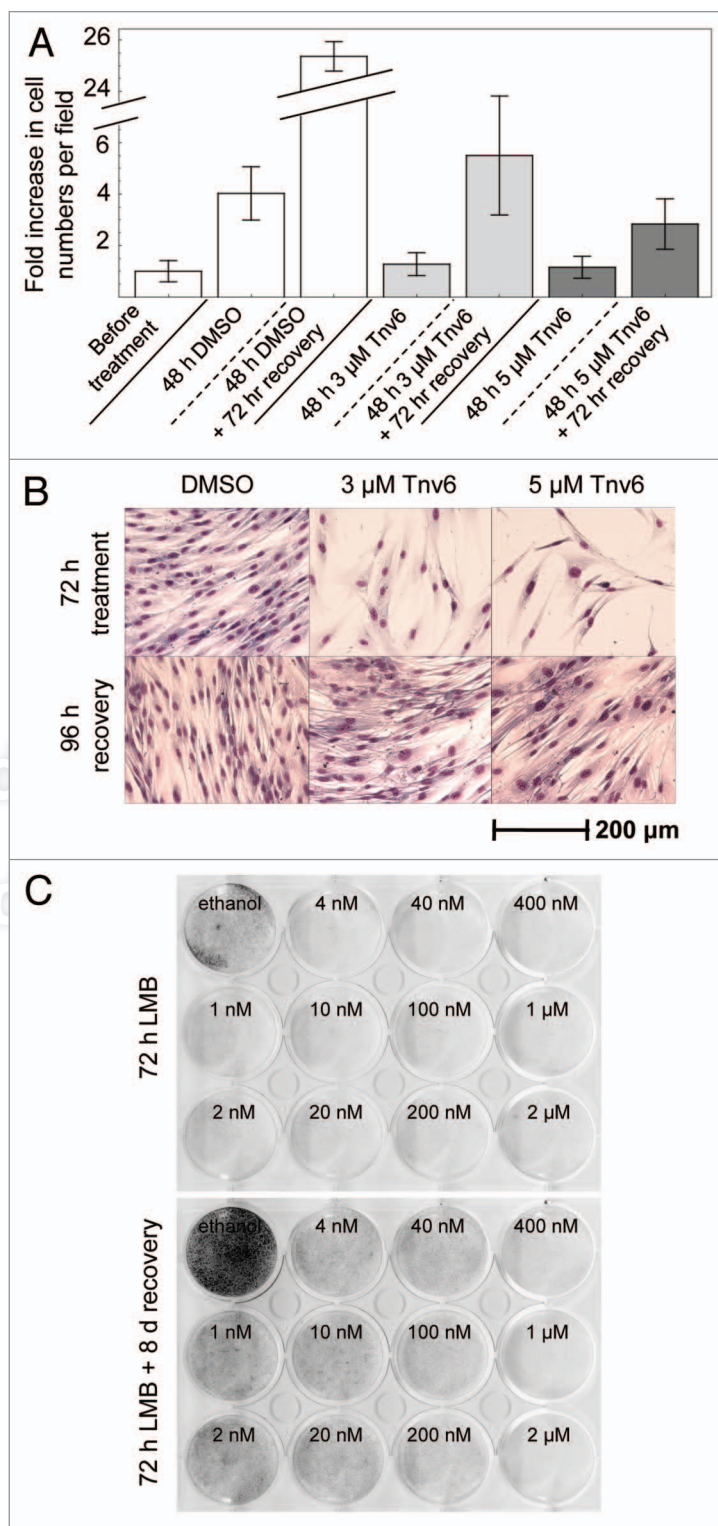 A
Fold increase in cell
numbers per field
26
24
6
4
2
Before
treatment
48 h DMSO
48 h DMSO
+ 72 hr recovery
48 h 3 µM Tnv6
48 h 3 µM Tnv6
+ 72 hr recovery
48 h 5 µM Tnv6
48 h 5 µM Tnv6
+ 72 hr recovery
B
DMSO
3 µM Tnv6
5 µM Tnv6
72 h
treatment
96 h
recovery
200 µm
C
72 h LMB
ethanol
4 nM
40 nM
400 nM
1 nM
10 nM
100 nM
1 µM
2 nM
20 nM
200 nM
2 µM
72 h LMB + 8 d recovery
ethanol
4 nM
40 nM
400 nM
1 nM
10 nM
100 nM
1 µM
2 nM
20 nM
200 nM
2 µM